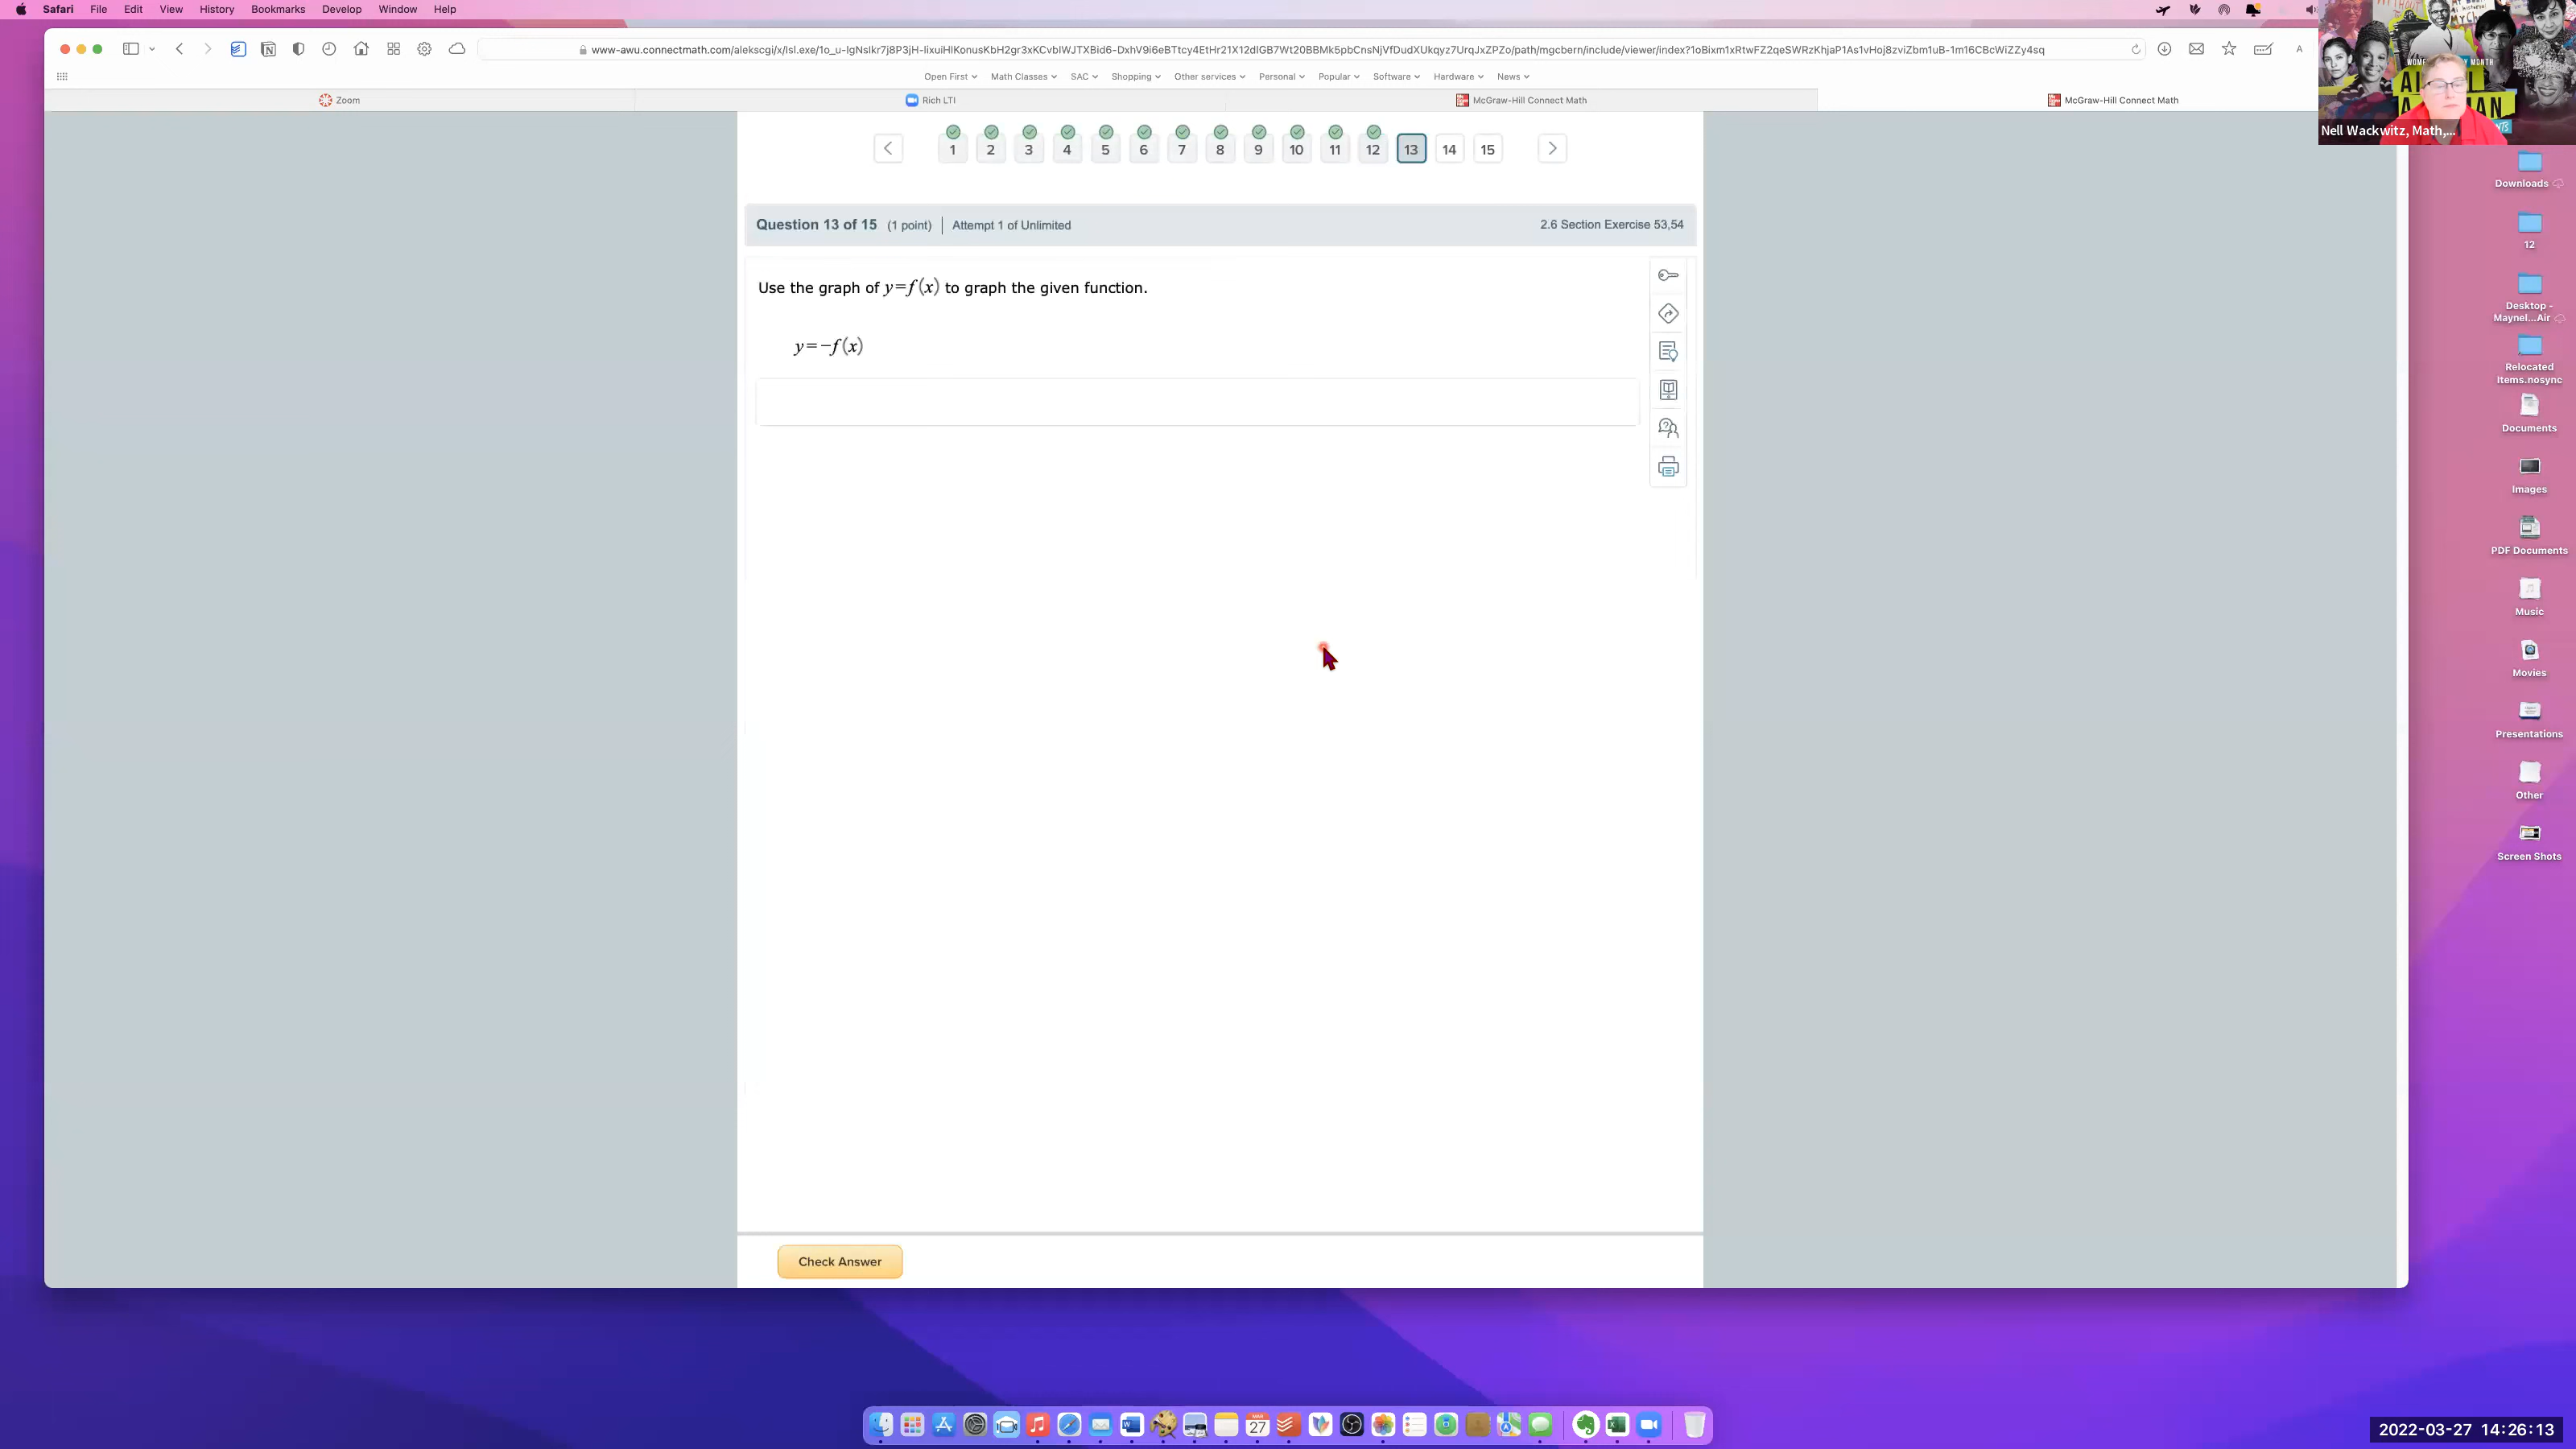 Safari File Edit View History Bookmarks Develop Window Help
www-awu.connectmath.com/alekscgi/x/Isl.exe/1o_u-IgNsIkr7j8P3jH-IixuiHlKonusKbH2gr3xKCvbIWJTXBid6-DxhV9i6eBTtcy4EtHr21X12dIGB7Wt20BBMk5pbCnsNjVfDudXUkqyz7UrqJxZPZo/path/mgcbern/include/viewer/index?1oBixm1xRtwFZ2qeSWRzKhjaP1As1vHoj8zviZbm1uB-1m16CBcWiZZy4sq
Open First Math Classes SAC Shopping Other services Personal Popular Software Hardware News
Zoom Rich LTI McGraw-Hill Connect Math McGraw-Hill Connect Math
Nell Wackwitz, Math,...
1 2 3 4 5 6 7 8 9 10 11 12 13 14 15
Question 13 of 15 (1 point) Attempt 1 of Unlimited 2.6 Section Exercise 53,54
Use the graph of y=f(x) to graph the given function.
y=−f(x)
Check Answer
Downloads
12
Desktop -
Maynel...Air
Relocated
Items.nosync
Documents
Images
PDF Documents
Music
Movies
Presentations
Other
Screen Shots
MAR
27
2022-03-27 14:26:13